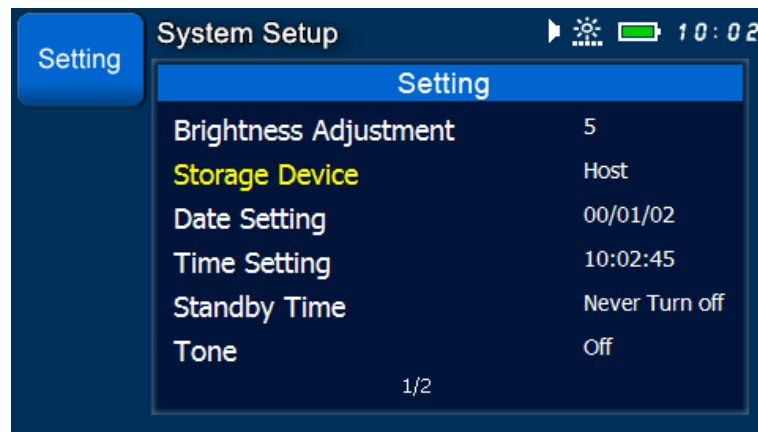 Setting
System Setup 10:02
Setting
Brightness Adjustment 5
Storage Device Host
Date Setting 00/01/02
Time Setting 10:02:45
Standby Time Never Turn off
Tone Off
1/2